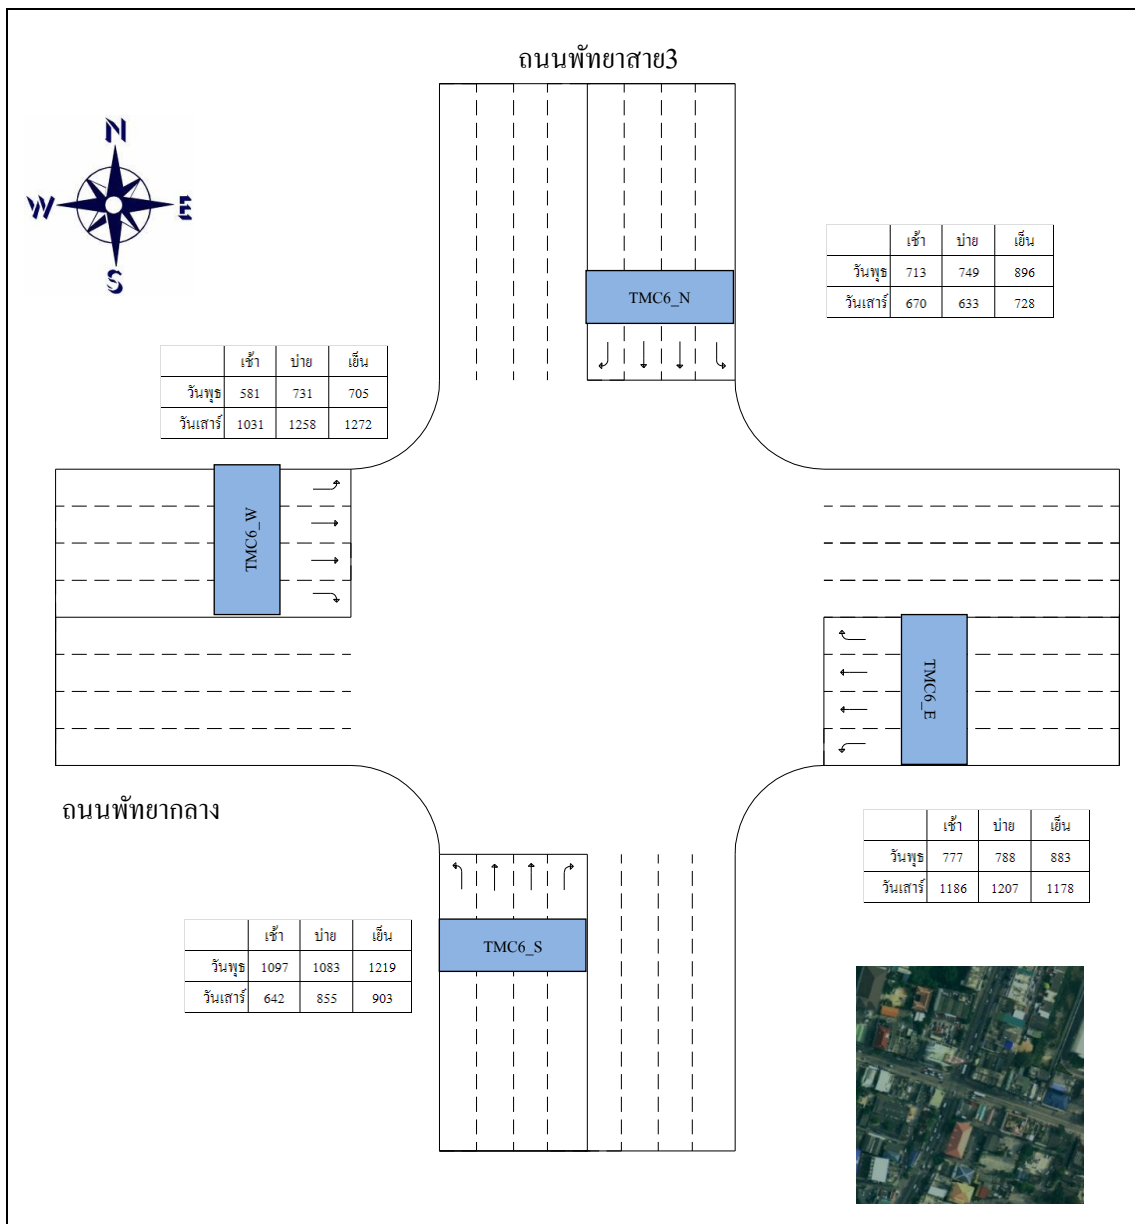 ถนนพัทยาสาย3
N
W E
S
เช้า บ่าย เย็น
วันพุธ 713 749 896
วันเสาร์ 670 633 728
TMC6_N
เช้า บ่าย เย็น
วันพุธ 581 731 705
วันเสาร์ 1031 1258 1272
TMC6_W
TMC6_E
ถนนพัทยากลาง
เช้า บ่าย เย็น
วันพุธ 777 788 883
วันเสาร์ 1186 1207 1178
เช้า บ่าย เย็น
วันพุธ 1097 1083 1219
วันเสาร์ 642 855 903
TMC6_S